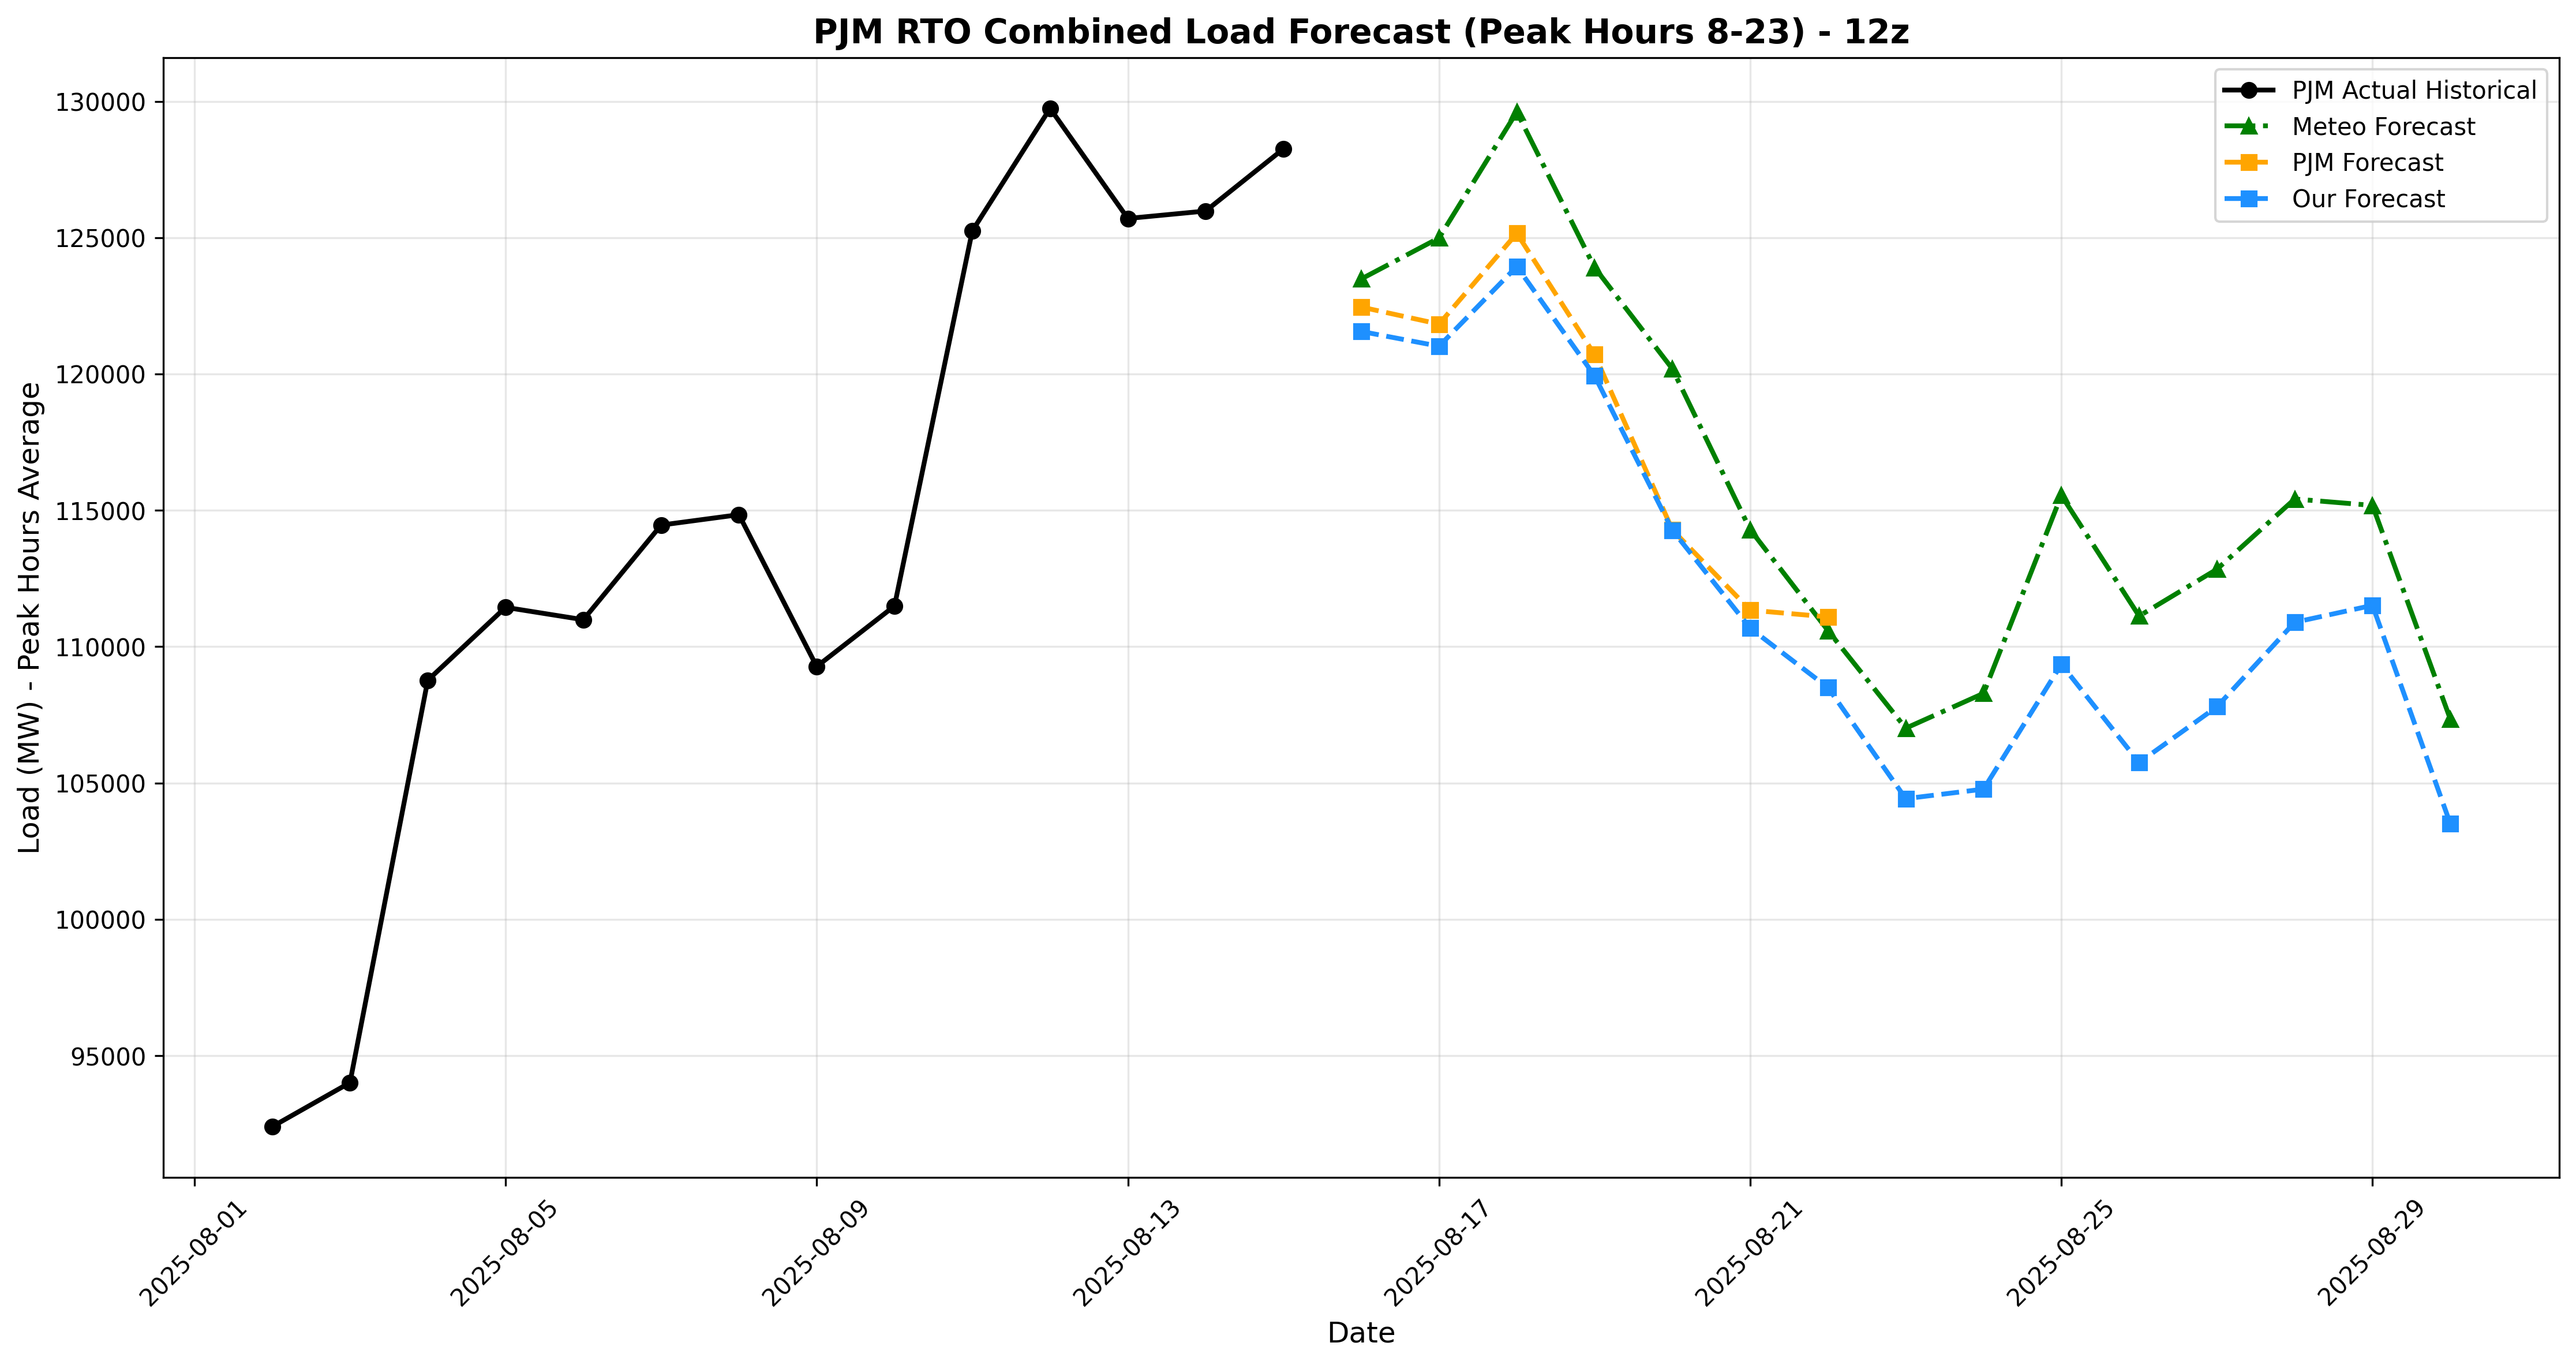 PJM RTO Combined Load Forecast (Peak Hours 8-23) - 12z
PJM Actual Historical
Meteo Forecast
PJM Forecast
Our Forecast
Load (MW) - Peak Hours Average
130000
125000
120000
115000
110000
105000
100000
95000
2025-08-01
2025-08-05
2025-08-09
2025-08-13
2025-08-17
2025-08-21
2025-08-25
2025-08-29
Date